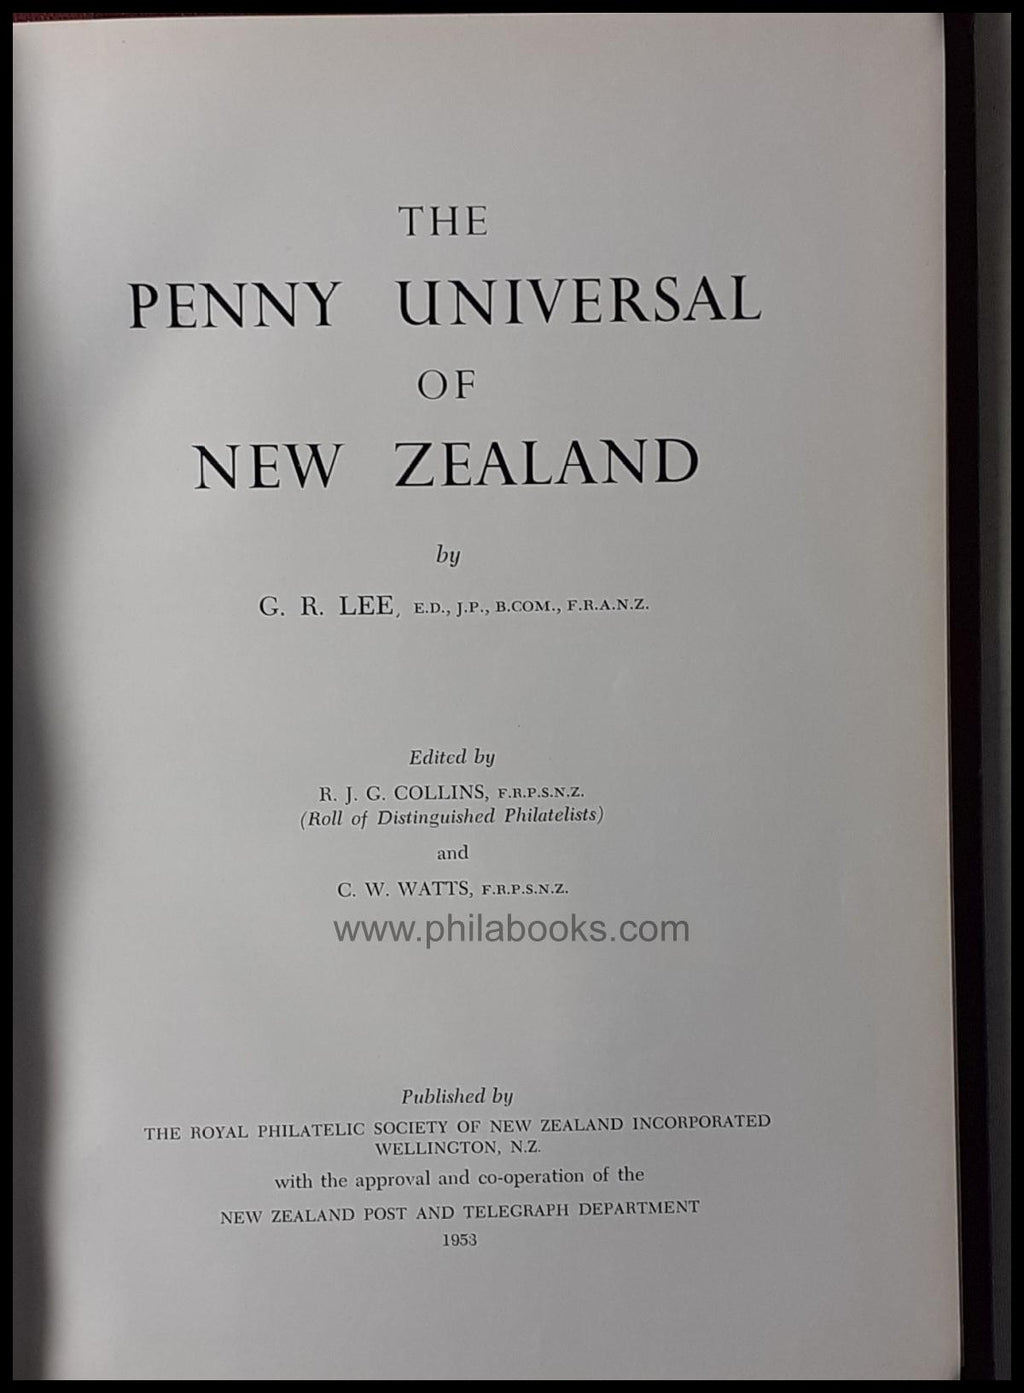 THE
PENNY UNIVERSAL
OF
NEW ZEALAND
by
G. R. LEE, E.D., J.P., B.COM., F.R.A.N.Z.
Edited by
R. J. G. COLLINS, F.R.P.S.N.Z.
(Roll of Distinguished Philatelists)
and
C. W. WATTS, F.R.P.S.N.Z.
www.philabooks.com
Published by
THE ROYAL PHILATELIC SOCIETY OF NEW ZEALAND INCORPORATED
WELLINGTON, N.Z.
with the approval and co-operation of the
NEW ZEALAND POST AND TELEGRAPH DEPARTMENT
1953